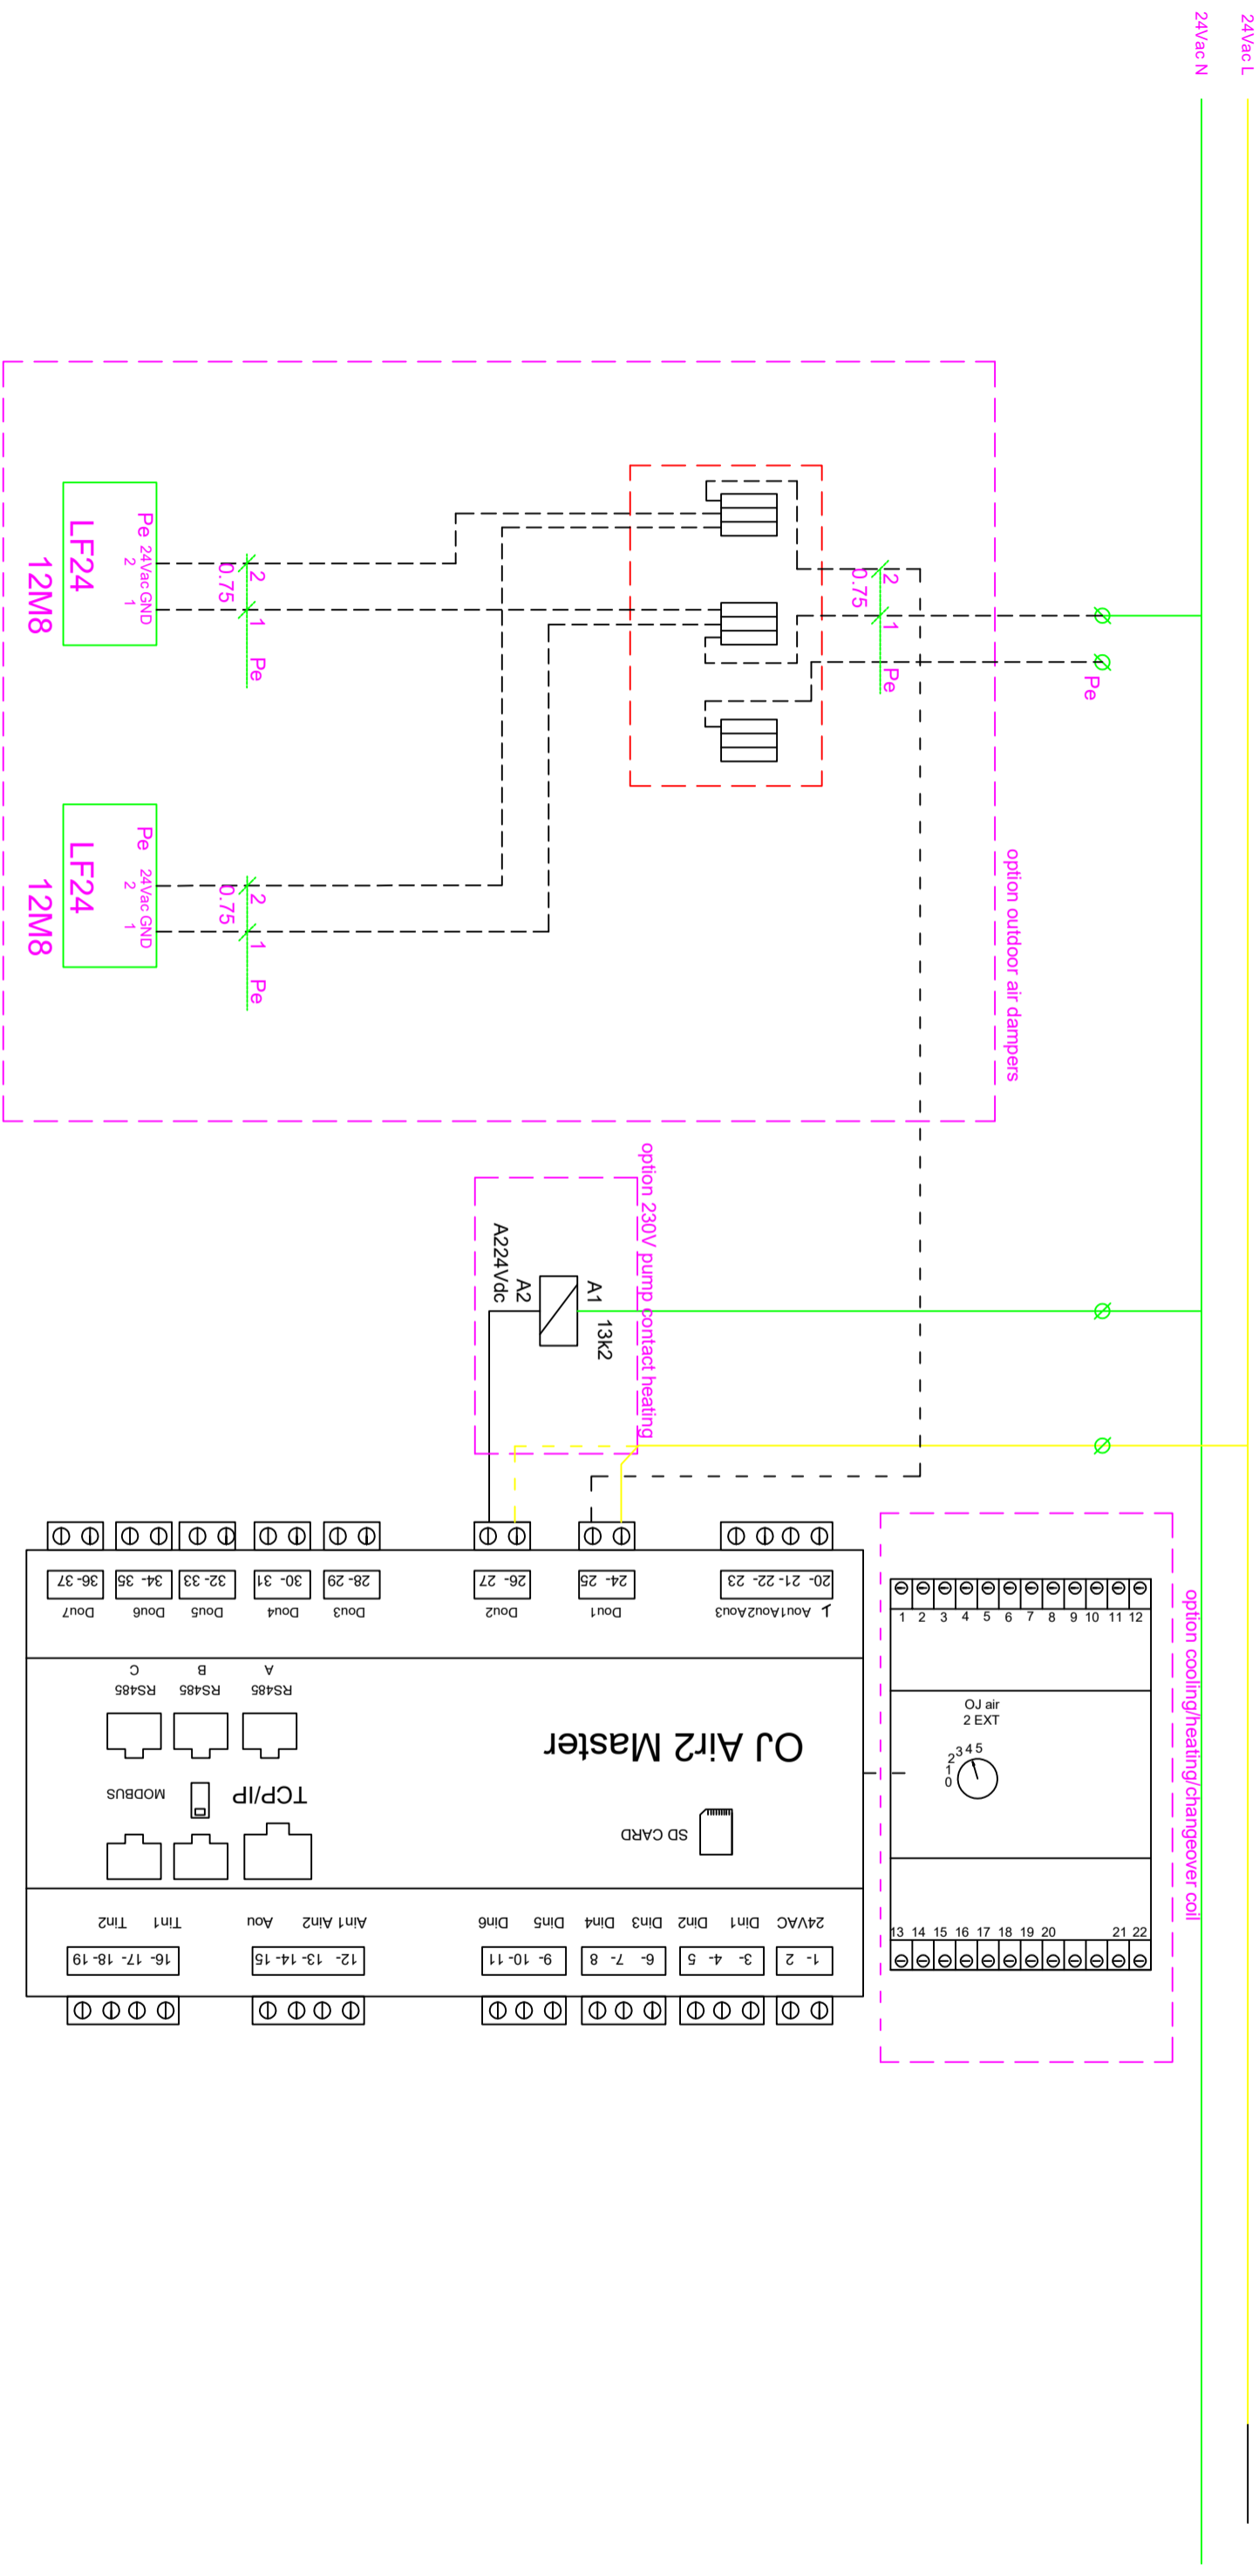 24Vac L
24Vac N
Pe
option outdoor air dampers
2
1
Pe
0.75
Pe
24Vac GND
2
1
LF24
12M8
2
1
Pe
0.75
Pe
24Vac GND
2
1
LF24
12M8
2
1
Pe
0.75
option 230V pump contact heating
A1
13k2
A2
A224Vdc
option cooling/heating/changeover coil
1 2 3 4 5 6 7 8 9 10 11 12
OJ air
2 EXT
0 1 2 3 4 5
13 14 15 16 17 18 19 20 21 22
OJ Air2 Master
SD CARD
TCP/IP
MODBUS
RS485
A
RS485
B
RS485
C
24VAC
Din1
Din2
Din3
Din4
Din5
Din6
Ain1 Ain2
Aou
Tin1
Tin2
1- 2
3- 4- 5
6- 7- 8
9- 10- 11
12- 13- 14- 15
16- 17- 18- 19
Aou1Aou2Aou3
Dou1
Dou2
Dou3
Dou4
Dou5
Dou6
Dou7
20- 21- 22- 23
24- 25
26- 27
28- 29
30- 31
32- 33
34- 35
36- 37